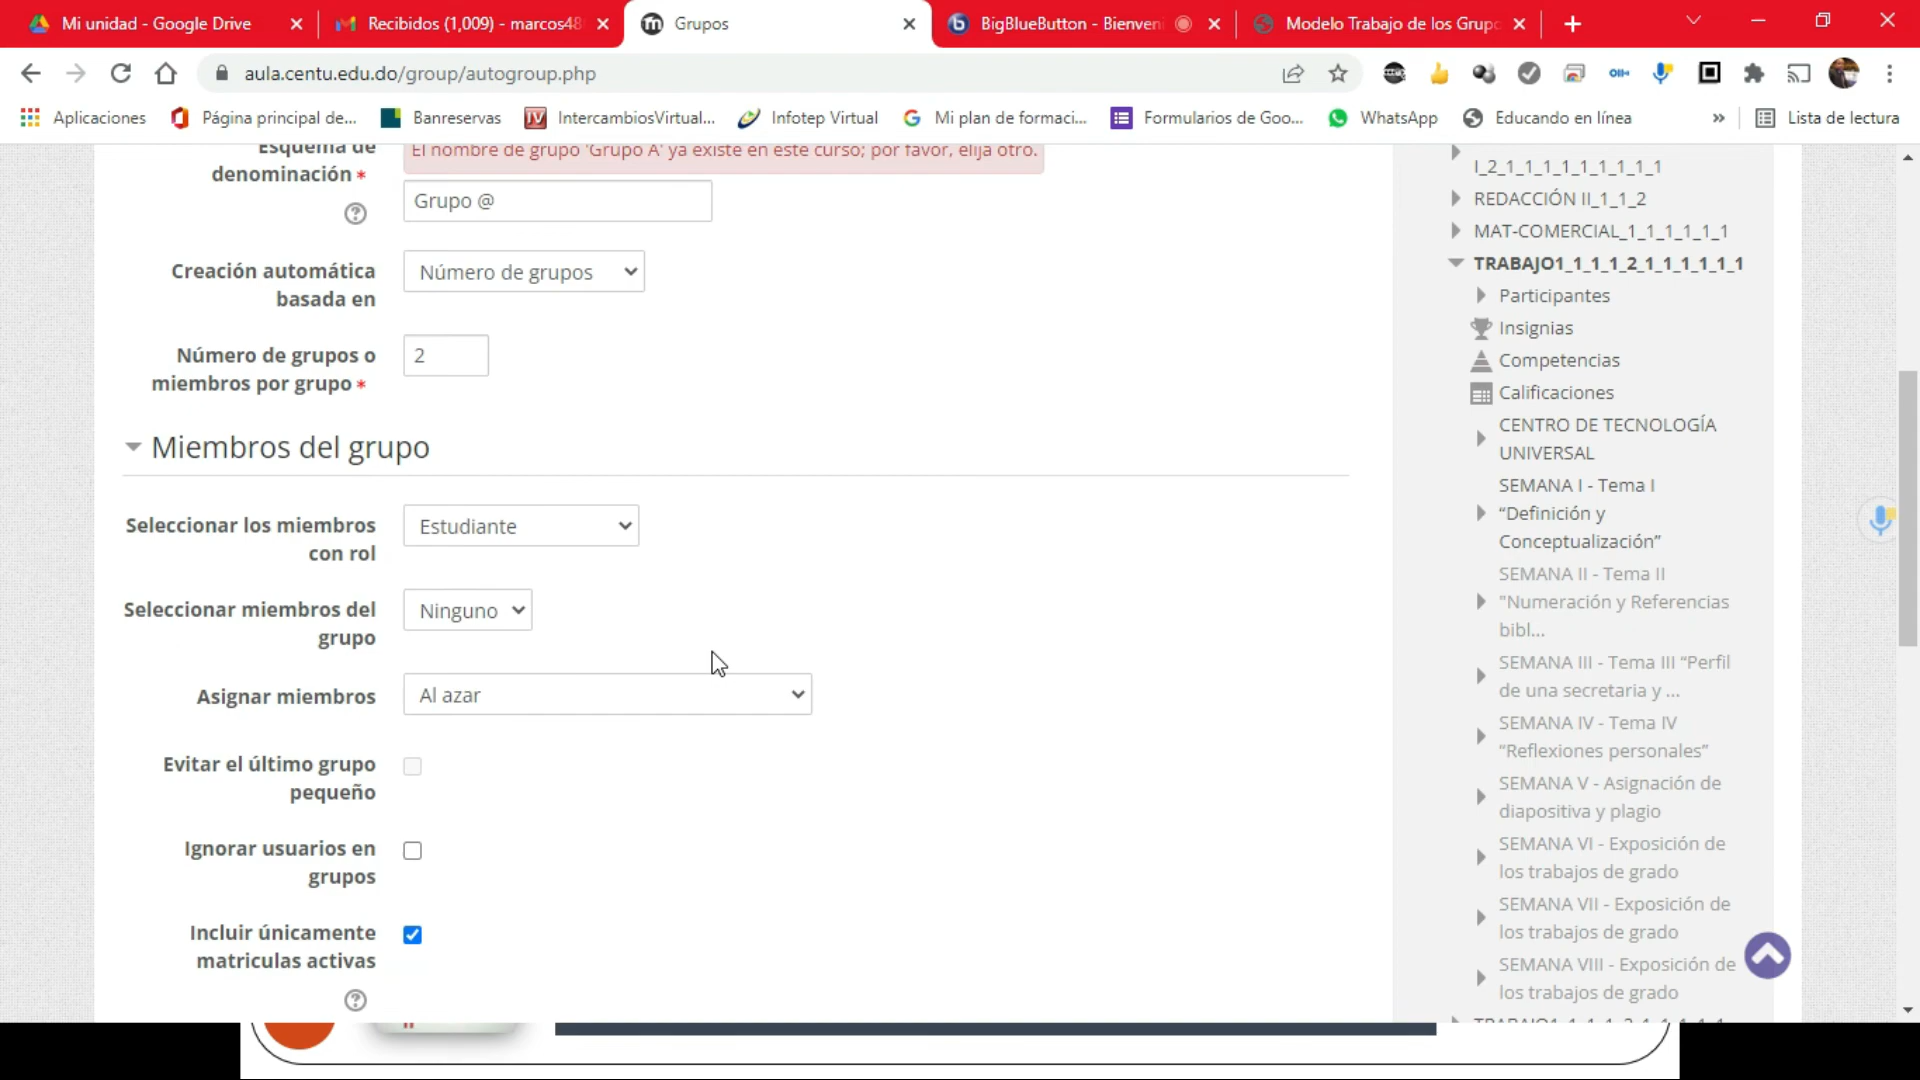 Mi unidad - Google Drive
Recibidos (1,009) - marcos48
Grupos
BigBlueButton - Bienveni
Modelo Trabajo de los Grupo
aula.centu.edu.do/group/autogroup.php
Aplicaciones
Página principal de...
Banreservas
IntercambiosVirtual...
Infotep Virtual
Mi plan de formaci...
Formularios de Goo...
WhatsApp
Educando en línea
»
Lista de lectura
Esquema de
denominación *
El nombre de grupo 'Grupo A' ya existe en este curso; por favor, elija otro.
Grupo @
Creación automática
basada en
Número de grupos
Número de grupos o
miembros por grupo *
2
Miembros del grupo
Seleccionar los miembros
con rol
Estudiante
Seleccionar miembros del
grupo
Ninguno
Asignar miembros
Al azar
Evitar el último grupo
pequeño
Ignorar usuarios en
grupos
Incluir únicamente
matriculas activas
I_2_1_1_1_1_1_1_1_1_1
REDACCIÓN II_1_1_2
MAT-COMERCIAL_1_1_1_1_1_1
TRABAJO1_1_1_1_2_1_1_1_1_1_1
Participantes
Insignias
Competencias
Calificaciones
CENTRO DE TECNOLOGÍA
UNIVERSAL
SEMANA I - Tema I
“Definición y
Conceptualización”
SEMANA II - Tema II
"Numeración y Referencias
bibl...
SEMANA III - Tema III “Perfil
de una secretaria y ...
SEMANA IV - Tema IV
“Reflexiones personales”
SEMANA V - Asignación de
diapositiva y plagio
SEMANA VI - Exposición de
los trabajos de grado
SEMANA VII - Exposición de
los trabajos de grado
SEMANA VIII - Exposición de
los trabajos de grado